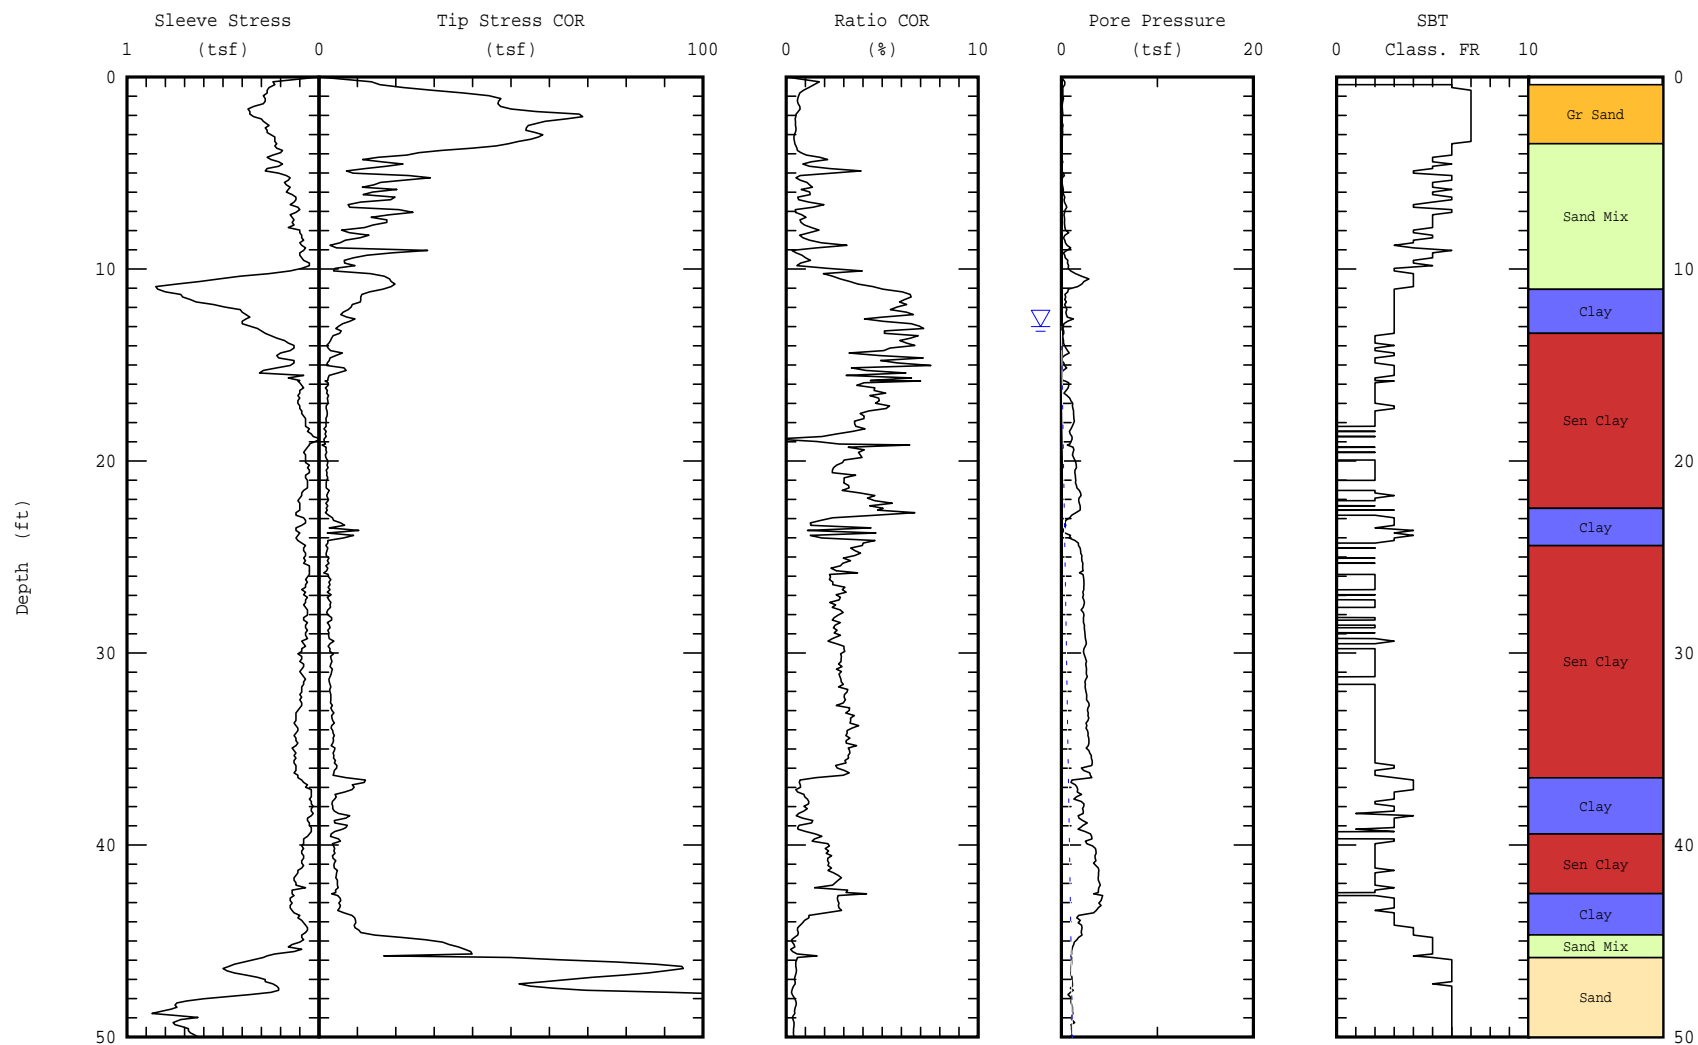 Sleeve Stress Tip Stress COR Ratio COR Pore Pressure SBT
(tsf) (tsf) (%) (tsf) Class. FR
1 0 100 0 10 0 20 0 10
0 0
Gr Sand
Sand Mix
10 10
Clay
Sen Clay
20 20
Clay
Depth (ft)
30 30
Sen Clay
Clay
40 40
Sen Clay
Clay
Sand Mix
Sand
50 50